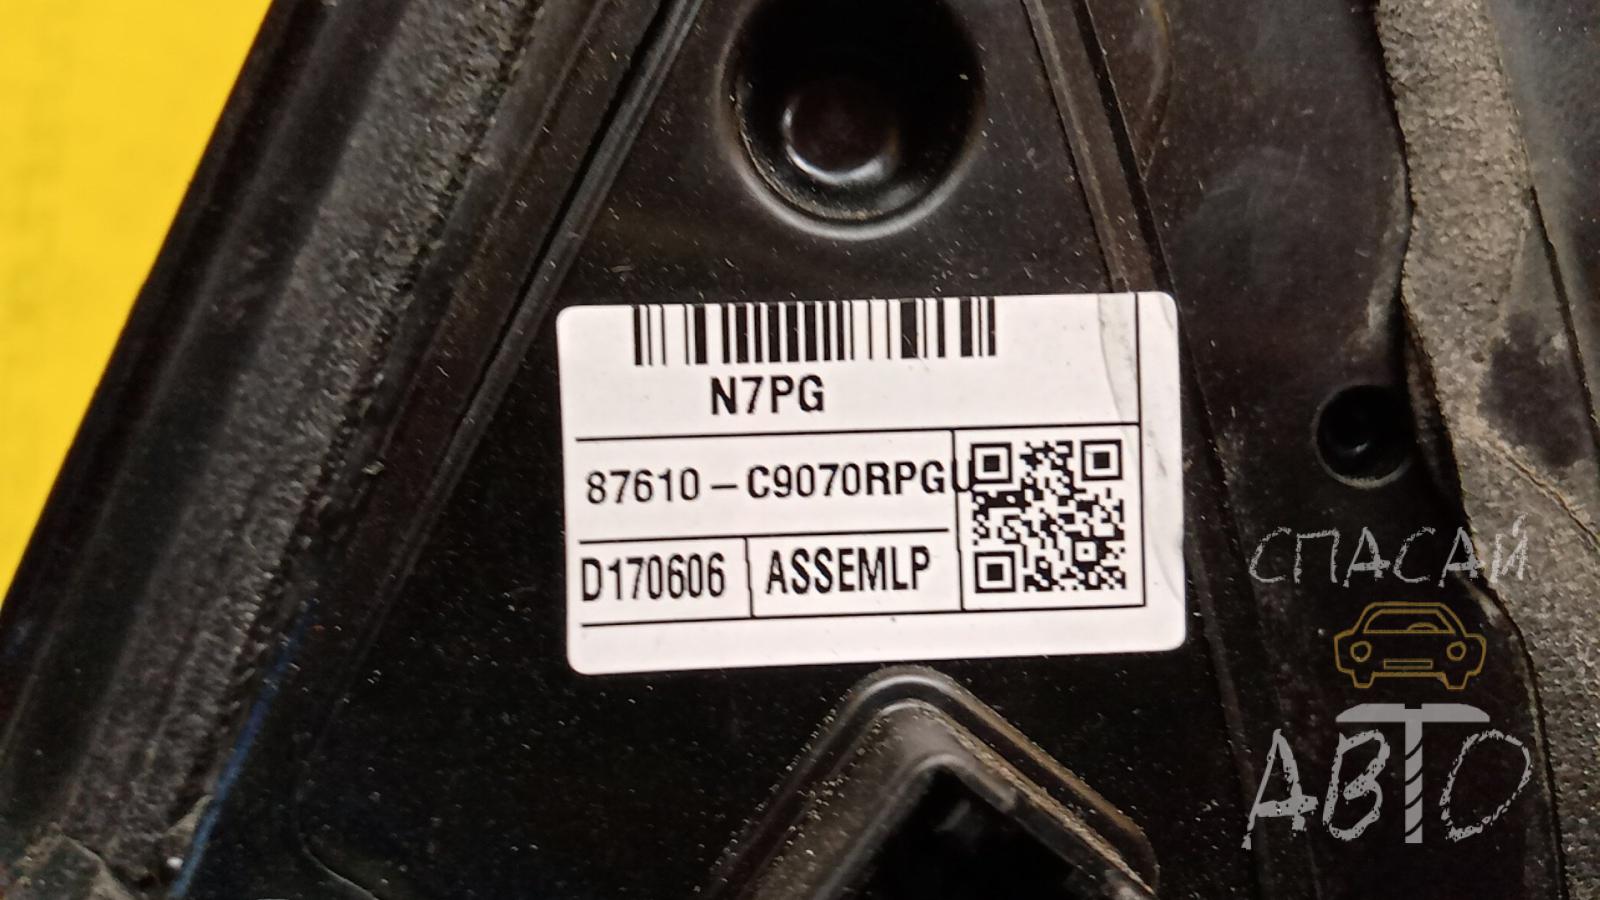 N7PG
87610-C9070RPGU
D170606 ASSEMLP
СПАСАЙ
АВТО